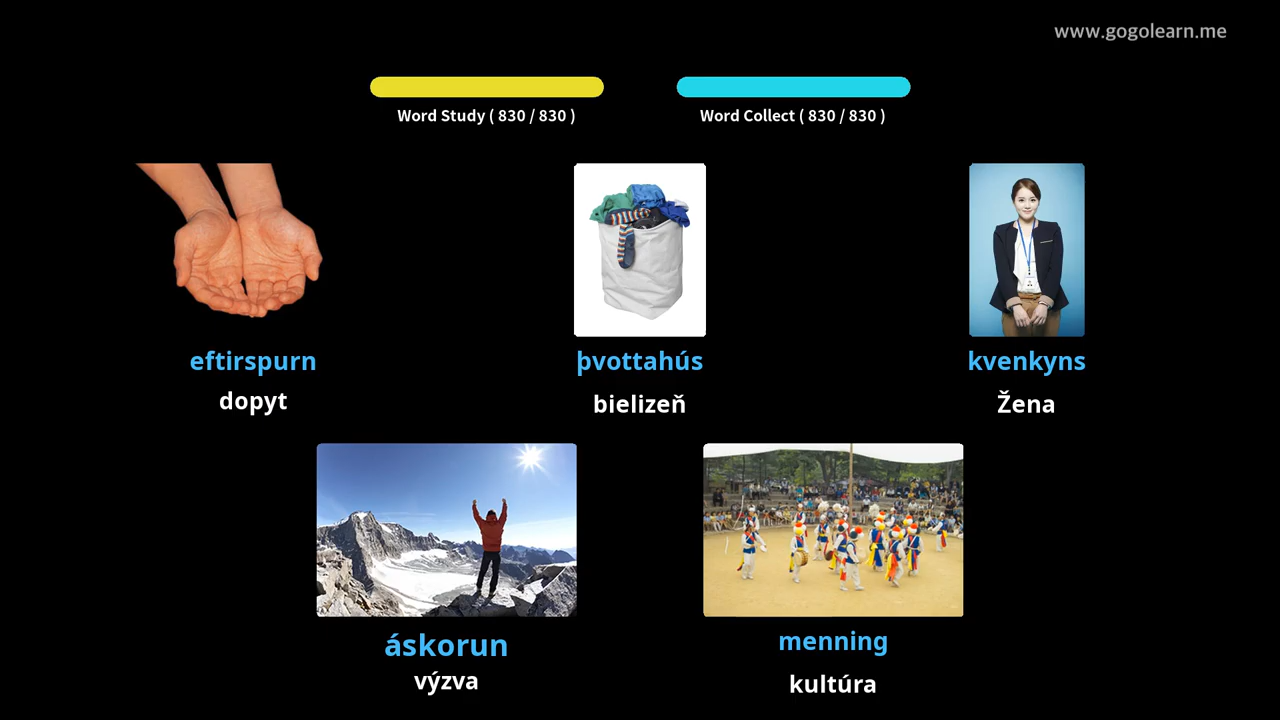 www.gogolearn.me
Word Study ( 830 / 830 )
Word Collect ( 830 / 830 )
eftirspurn
dopyt
þvottahús
bielizeň
kvenkyns
Žena
áskorun
výzva
menning
kultúra